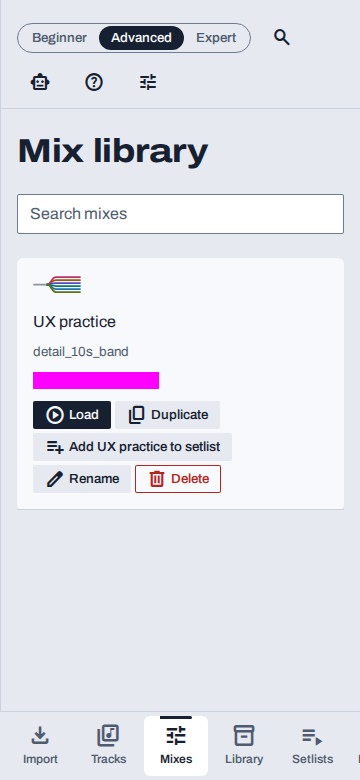 Beginner Advanced Expert
Mix library
Search mixes
UX practice
detail_10s_band
Load Duplicate
Add UX practice to setlist
Rename Delete
Import Tracks Mixes Library Setlists